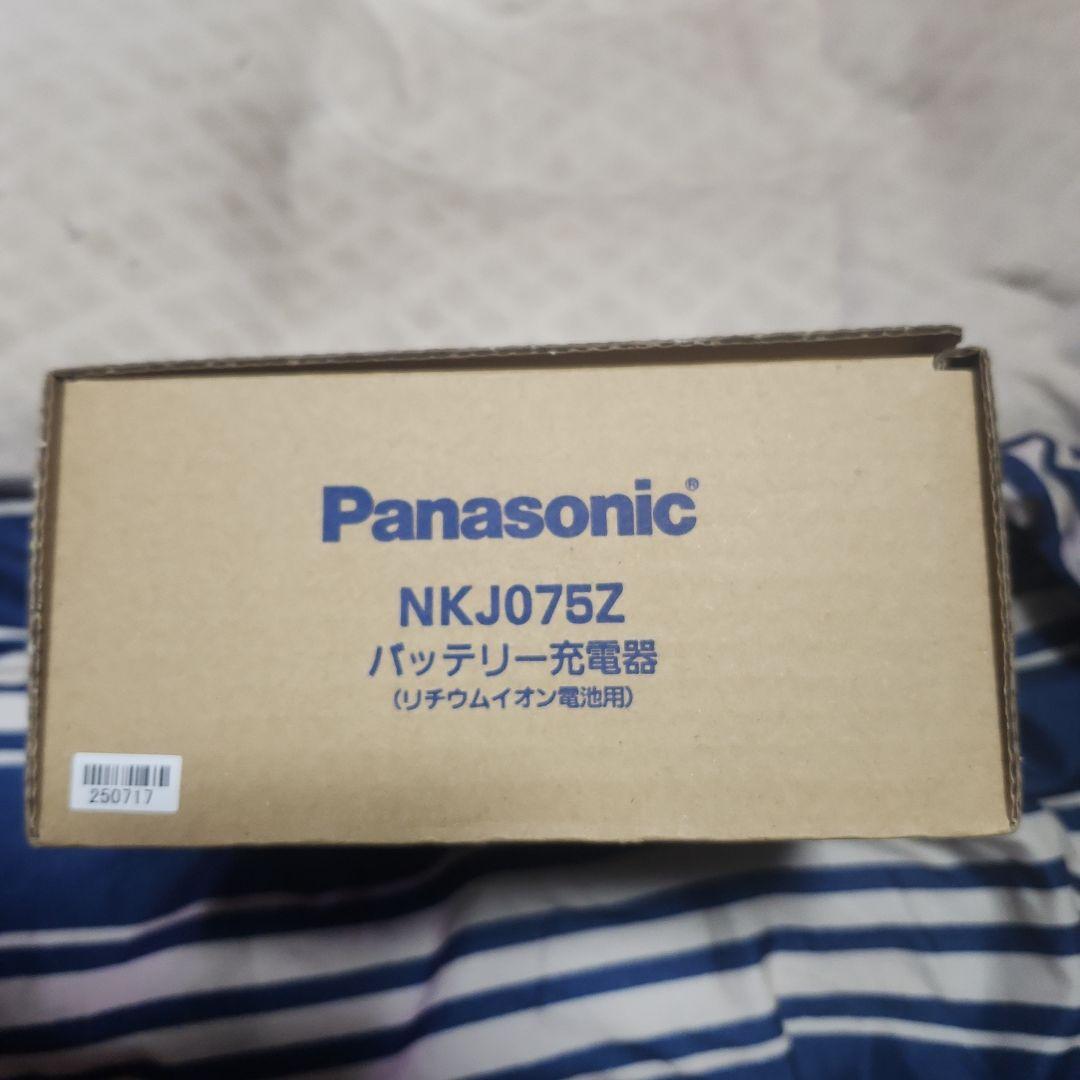 Panasonic®
NKJ075Z
バッテリー充電器
(リチウムイオン電池用)
250717